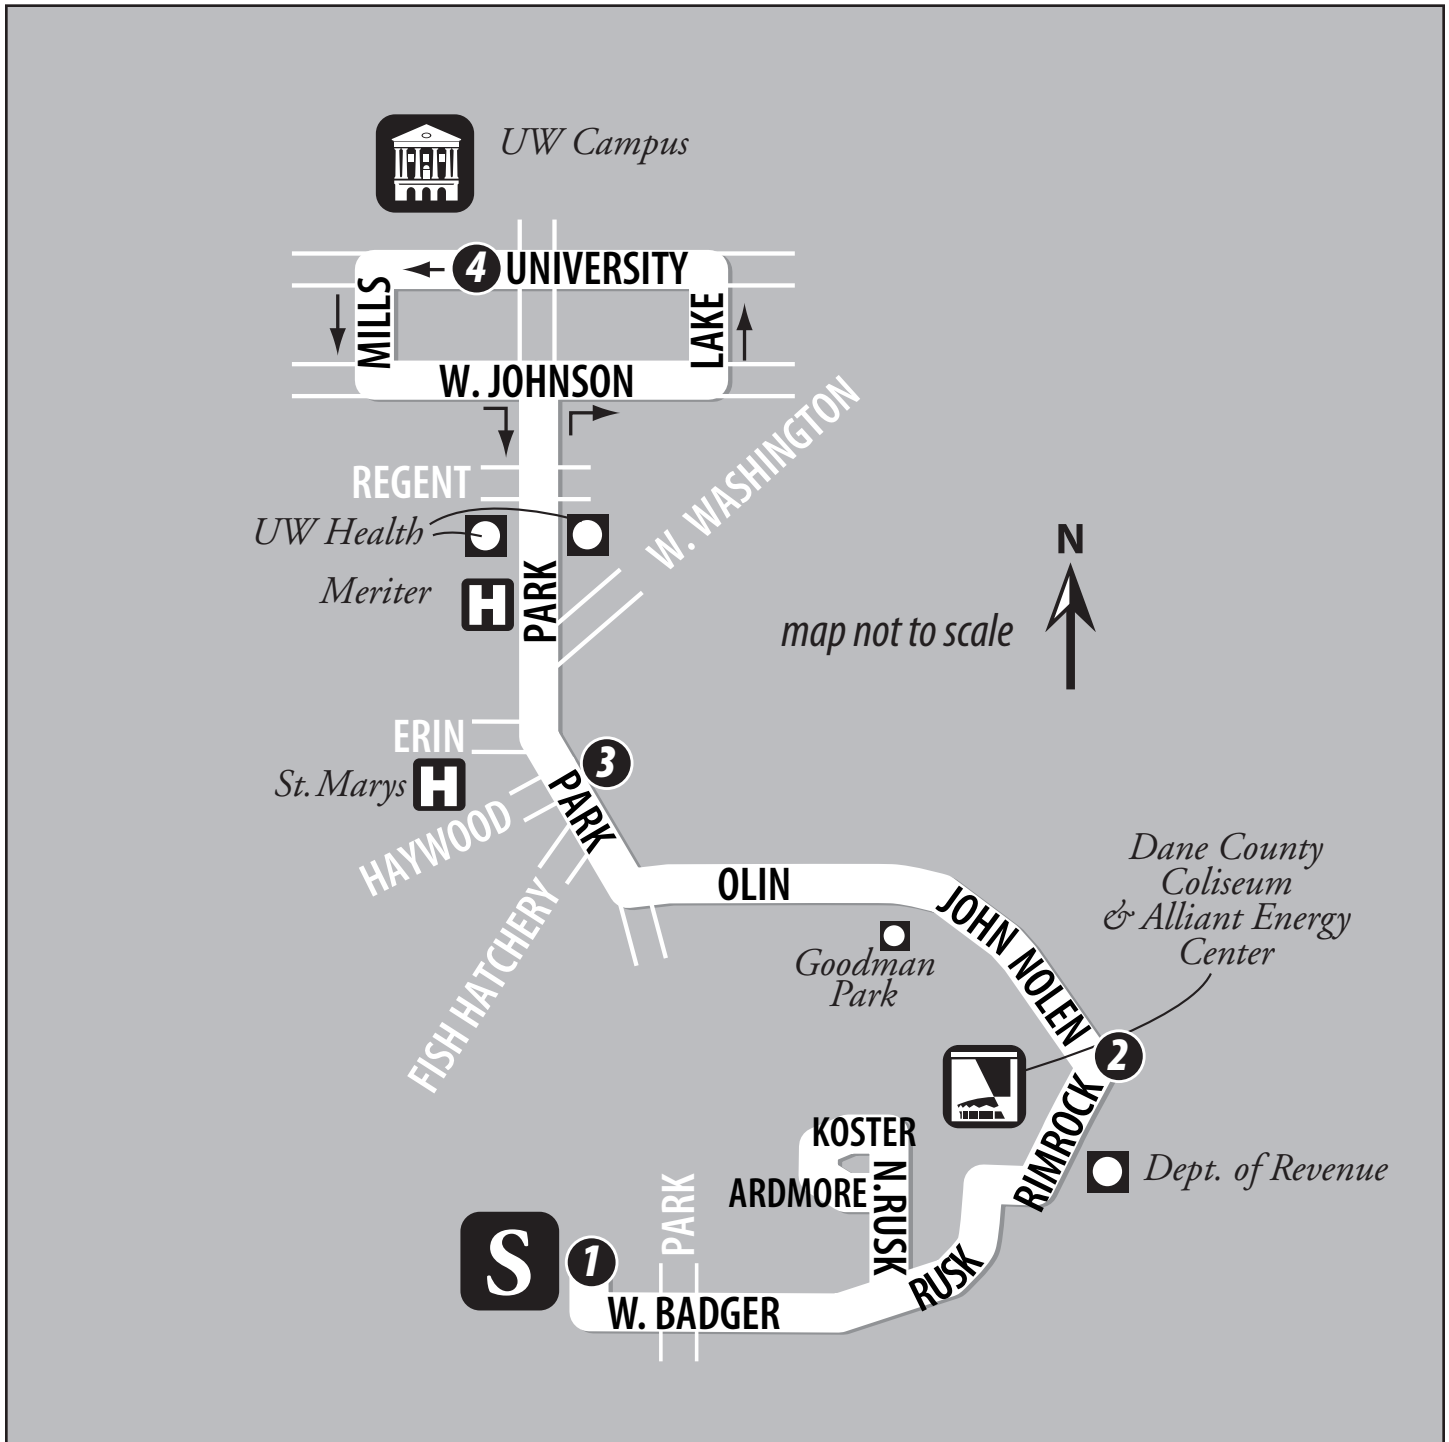 UW Campus
4
UNIVERSITY
MILLS
LAKE
W. JOHNSON
W. WASHINGTON
REGENT
UW Health
PARK
N
Meriter
H
map not to scale
ERIN
3
St. Marys
H
PARK
HAYWOOD
OLIN
Dane County
Coliseum
& Alliant Energy
Center
JOHN NOLEN
FISH HATCHERY
Goodman
Park
2
RIMROCK
KOSTER
N. RUSK
ARDMORE
Dept. of Revenue
PARK
S
1
RUSK
W. BADGER